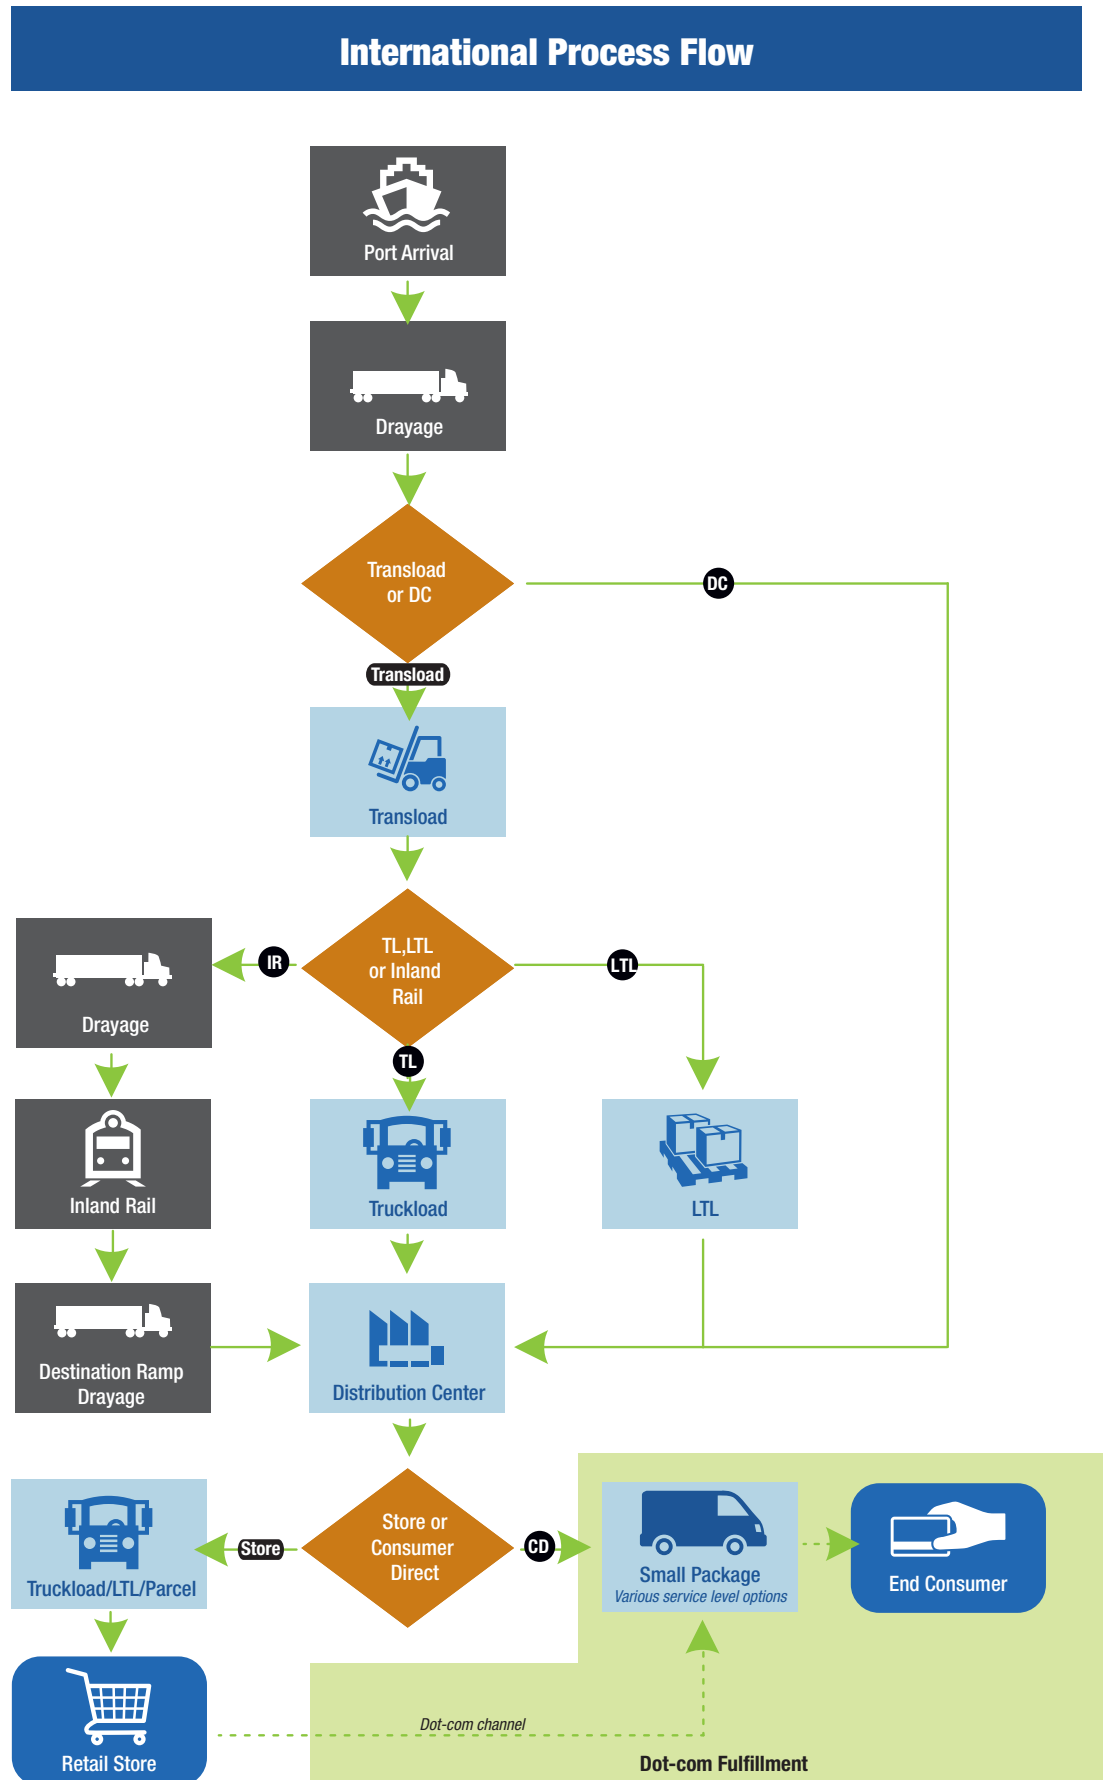 International Process Flow
Port Arrival
Drayage
Transload
or DC
DC
Transload
Transload
TL,LTL
or Inland
Rail
IR
LTL
TL
Drayage
Inland Rail
Truckload
LTL
Destination Ramp
Drayage
Distribution Center
Store or
Consumer
Direct
Store
CD
Truckload/LTL/Parcel
Small Package
Various service level options
End Consumer
Retail Store
Dot-com channel
Dot-com Fulfillment